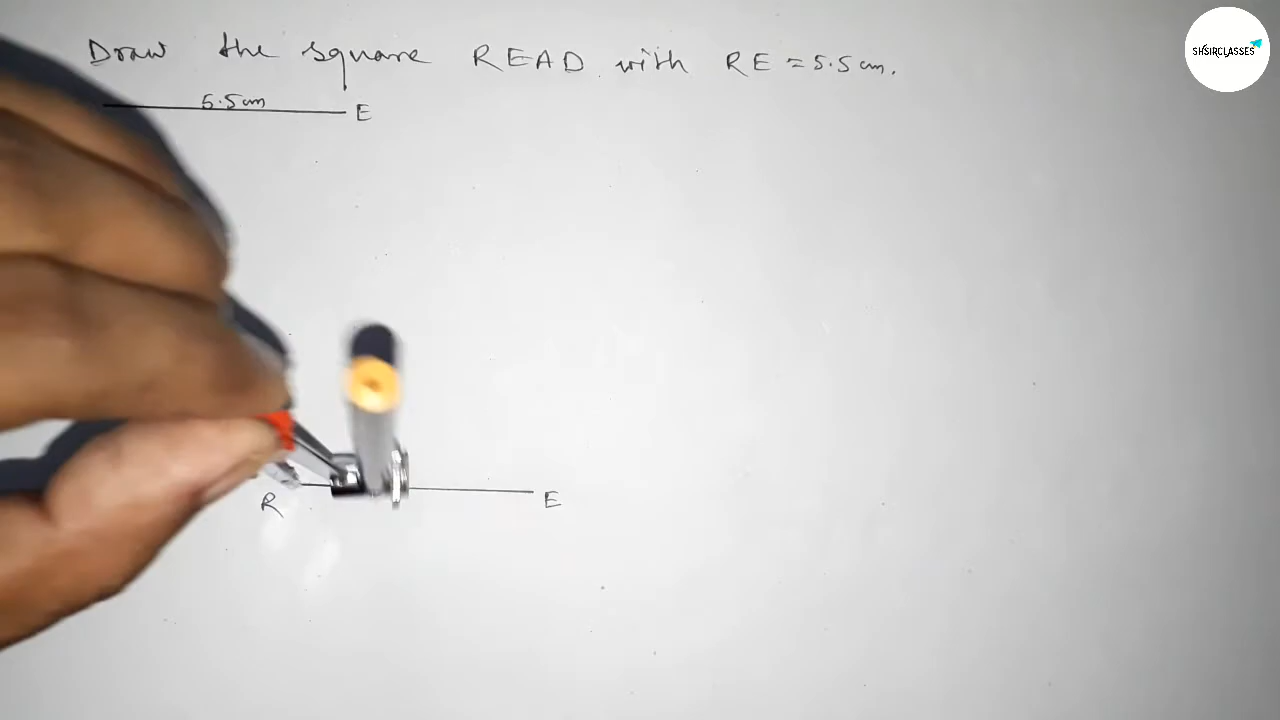 Draw the square READ with RE = 5.5 cm.
5.5 cm E
R E
SHSIRCLASSES